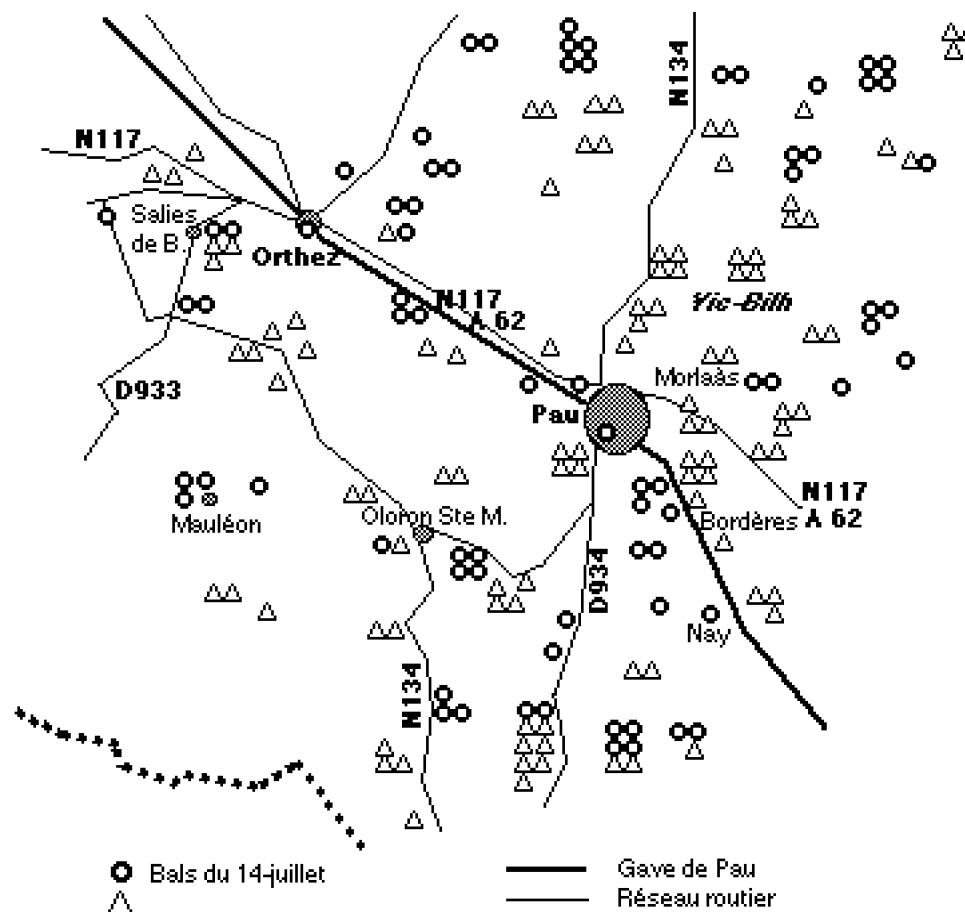 N134
N117
Salies
de B.
Orthez
N117
A 62
Vic-Bilh
D933
Morlaàs
Pau
Mauléon
Oloron Ste M.
N117
Bordères
A 62
D934
Nay
N134
Bals du 14-juillet
Gave de Pau
Réseau routier